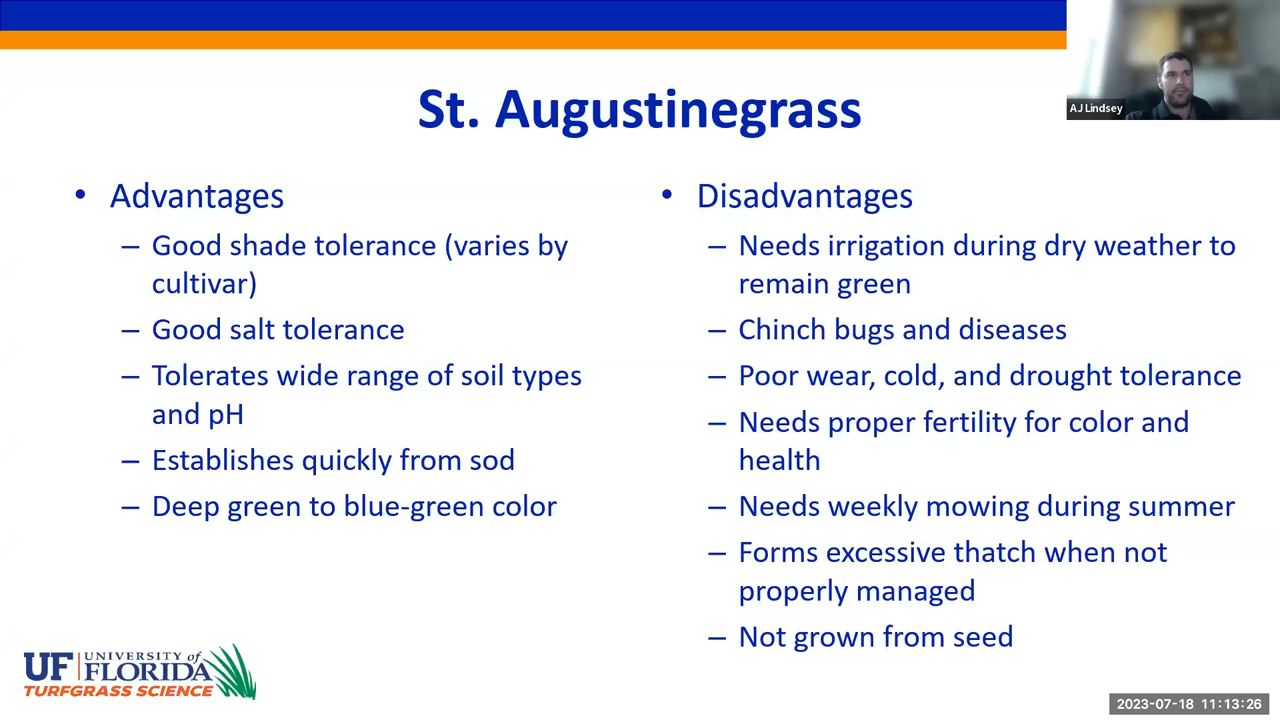 AJ Lindsey
St. Augustinegrass
• Advantages
– Good shade tolerance (varies by
cultivar)
– Good salt tolerance
– Tolerates wide range of soil types
and pH
– Establishes quickly from sod
– Deep green to blue-green color
• Disadvantages
– Needs irrigation during dry weather to
remain green
– Chinch bugs and diseases
– Poor wear, cold, and drought tolerance
– Needs proper fertility for color and
health
– Needs weekly mowing during summer
– Forms excessive thatch when not
properly managed
– Not grown from seed
UF UNIVERSITY of
FLORIDA
TURFGRASS SCIENCE
2023-07-18 11:13:26